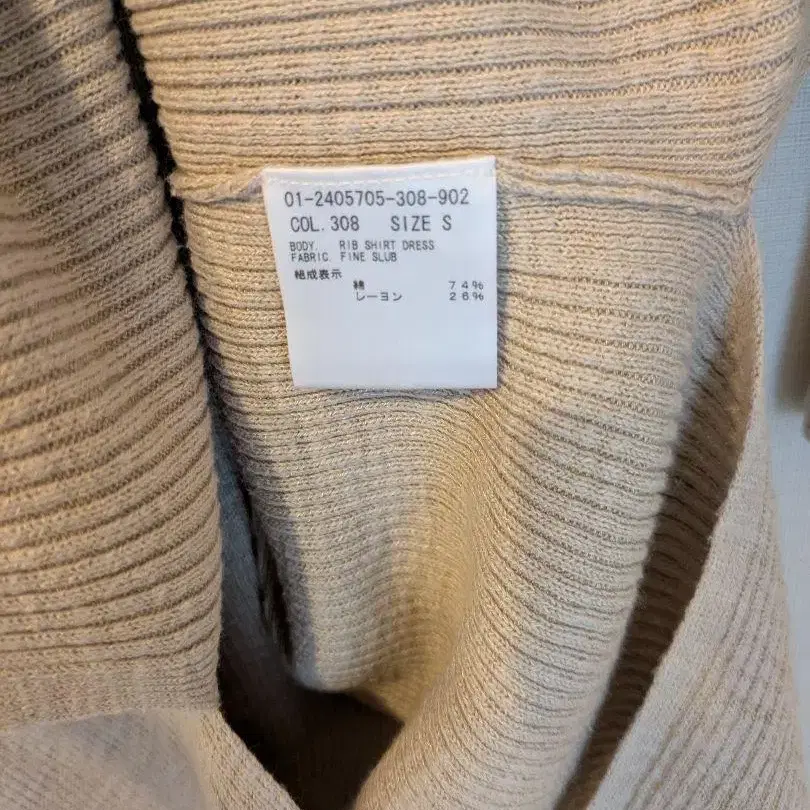 01-2405705-308-902
COL. 308 SIZE S
BODY. RIB SHIRT DRESS
FABRIC. FINE SLUB
組成表示
綿 74%
レーヨン 26%